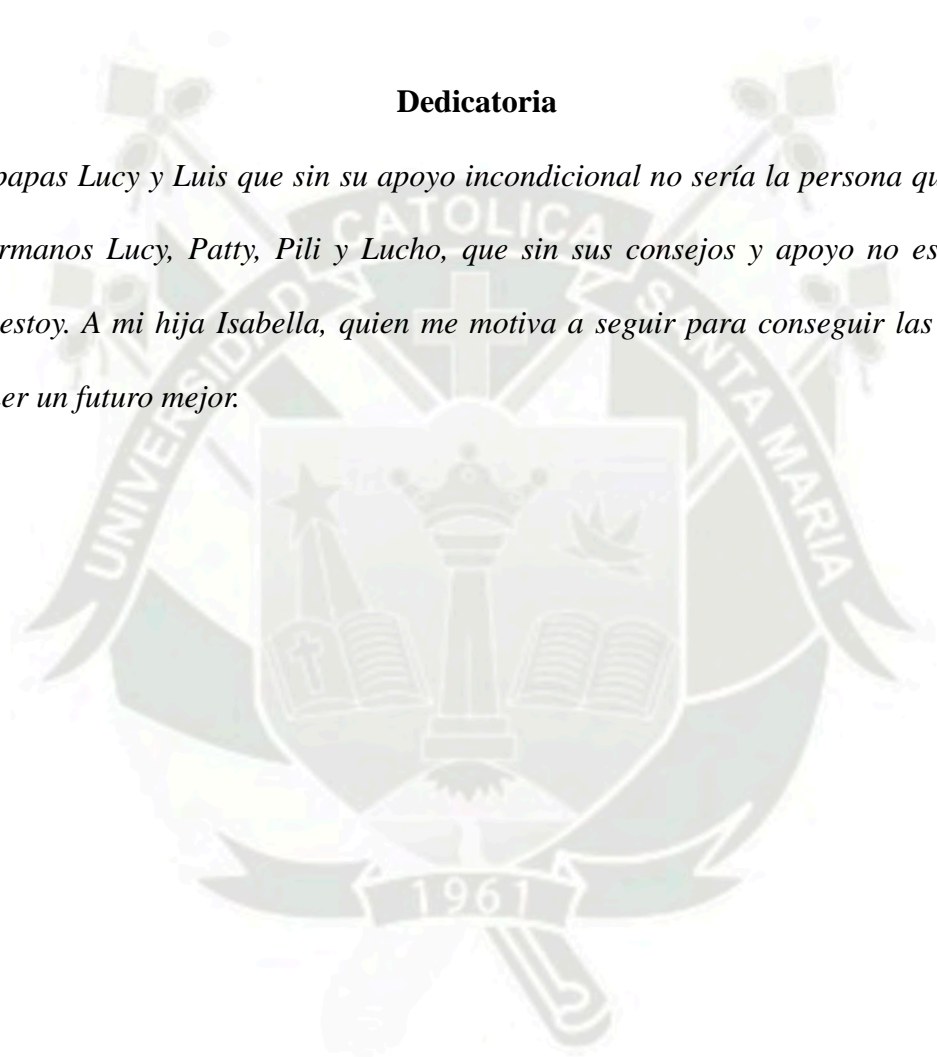 Dedicatoria
papas Lucy y Luis que sin su apoyo incondicional no sería la persona qu
rmanos Lucy, Patty, Pili y Lucho, que sin sus consejos y apoyo no es
estoy. A mi hija Isabella, quien me motiva a seguir para conseguir las
er un futuro mejor.
UNIVERSIDAD CATOLICA SANTA MARIA
1961